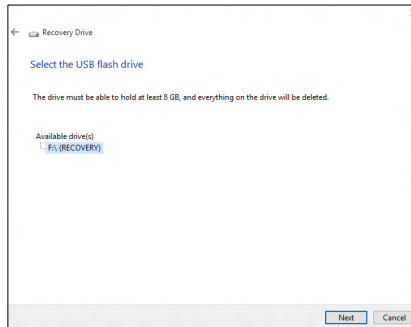 Recovery Drive
Select the USB flash drive
The drive must be able to hold at least 8 GB, and everything on the drive will be deleted.
Available drive(s)
F:\ (RECOVERY)
Next Cancel